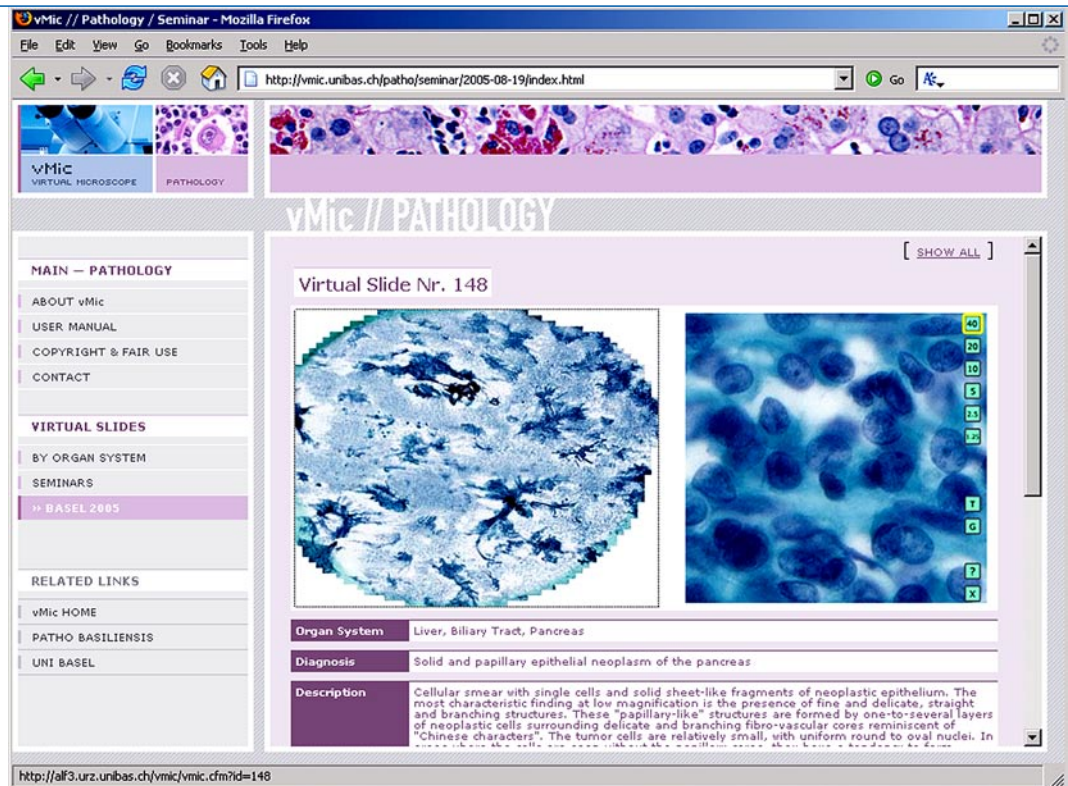 vMic // Pathology / Seminar - Mozilla Firefox
File Edit View Go Bookmarks Tools Help
http://vmic.unibas.ch/patho/seminar/2005-08-19/index.html
Go
vMic
VIRTUAL MICROSCOPE
PATHOLOGY
vMic // PATHOLOGY
MAIN — PATHOLOGY
ABOUT vMic
USER MANUAL
COPYRIGHT & FAIR USE
CONTACT
VIRTUAL SLIDES
BY ORGAN SYSTEM
SEMINARS
» BASEL 2005
RELATED LINKS
vMic HOME
PATHO BASILIENSIS
UNI BASEL
[ SHOW ALL ]
Virtual Slide Nr. 148
40
20
10
5
2.5
1.25
T
G
?
X
Organ System Liver, Biliary Tract, Pancreas
Diagnosis Solid and papillary epithelial neoplasm of the pancreas
Description Cellular smear with single cells and solid sheet-like fragments of neoplastic epithelium. The
most characteristic finding at low magnification is the presence of fine and delicate, straight
and branching structures. These "papillary-like" structures are formed by one-to-several layers
of neoplastic cells surrounding delicate and branching fibro-vascular cores reminiscent of
"Chinese characters". The tumor cells are relatively small, with uniform round to oval nuclei. In
http://alf3.urz.unibas.ch/vmic/vmic.cfm?id=148